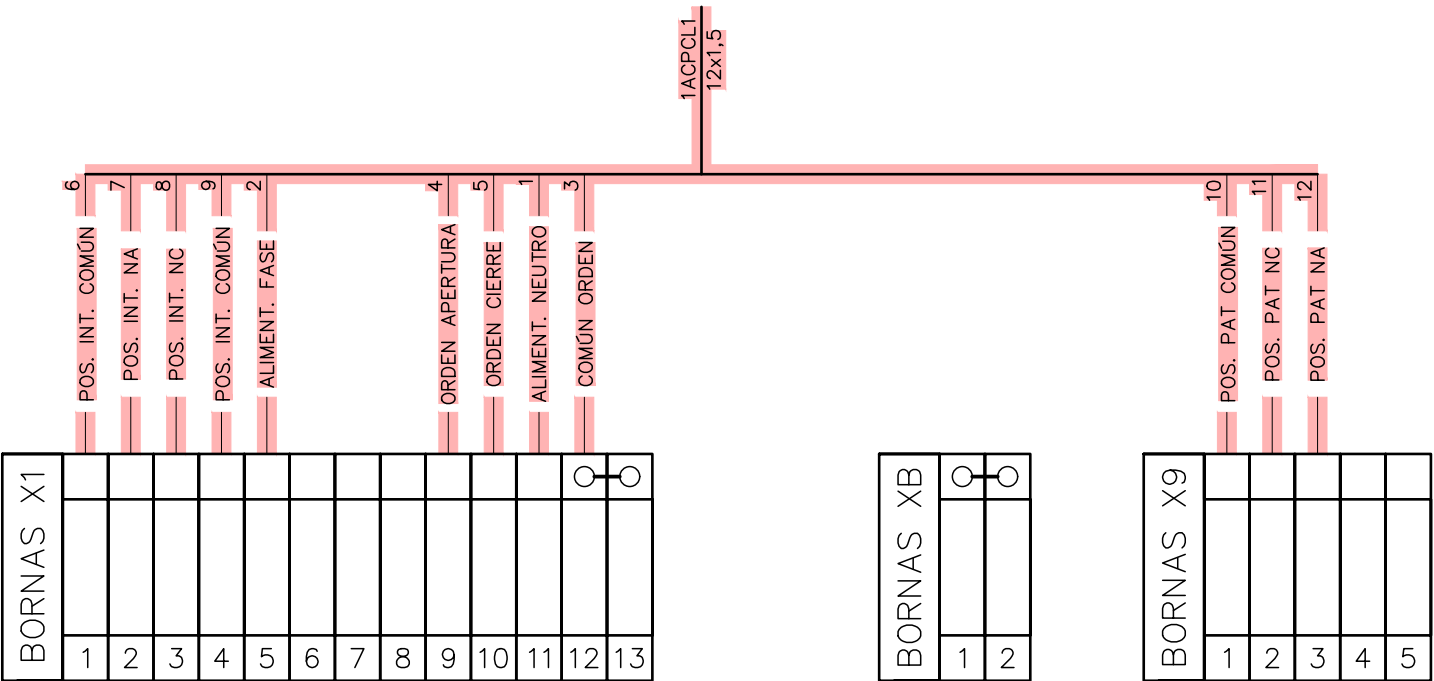 1ACPCL1
12x1,5
6
7
8
9
2
4
5
1
3
10
11
12
POS. INT. COMÚN
POS. INT. NA
POS. INT. NC
POS. INT. COMÚN
ALIMENT. FASE
ORDEN APERTURA
ORDEN CIERRE
ALIMENT. NEUTRO
COMÚN ORDEN
POS. PAT COMÚN
POS. PAT NC
POS. PAT NA
BORNAS X1
1 2 3 4 5 6 7 8 9 10 11 12 13
BORNAS XB
1 2
BORNAS X9
1 2 3 4 5